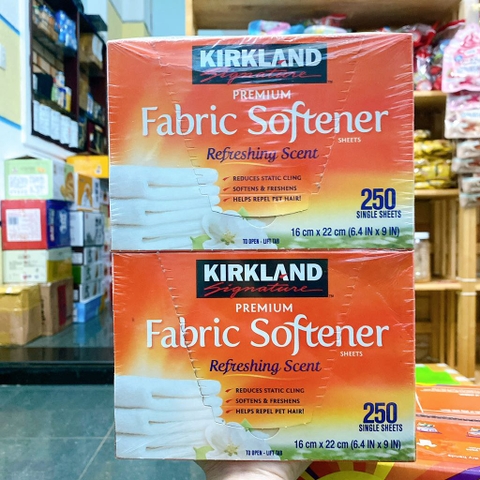 KIRKLAND
Signature™
PREMIUM
Fabric Softener
SHEETS
Refreshing Scent
REDUCES STATIC CLING
SOFTENS & FRESHENS
HELPS REPEL PET HAIR!
250
SINGLE SHEETS
16 cm x 22 cm (6.4 IN x 9 IN)
TO OPEN - LIFT TAB
KIRKLAND
Signature™
PREMIUM
Fabric Softener
SHEETS
Refreshing Scent
REDUCES STATIC CLING
SOFTENS & FRESHENS
HELPS REPEL PET HAIR!
250
SINGLE SHEETS
16 cm x 22 cm (6.4 IN x 9 IN)
TO OPEN - LIFT TAB